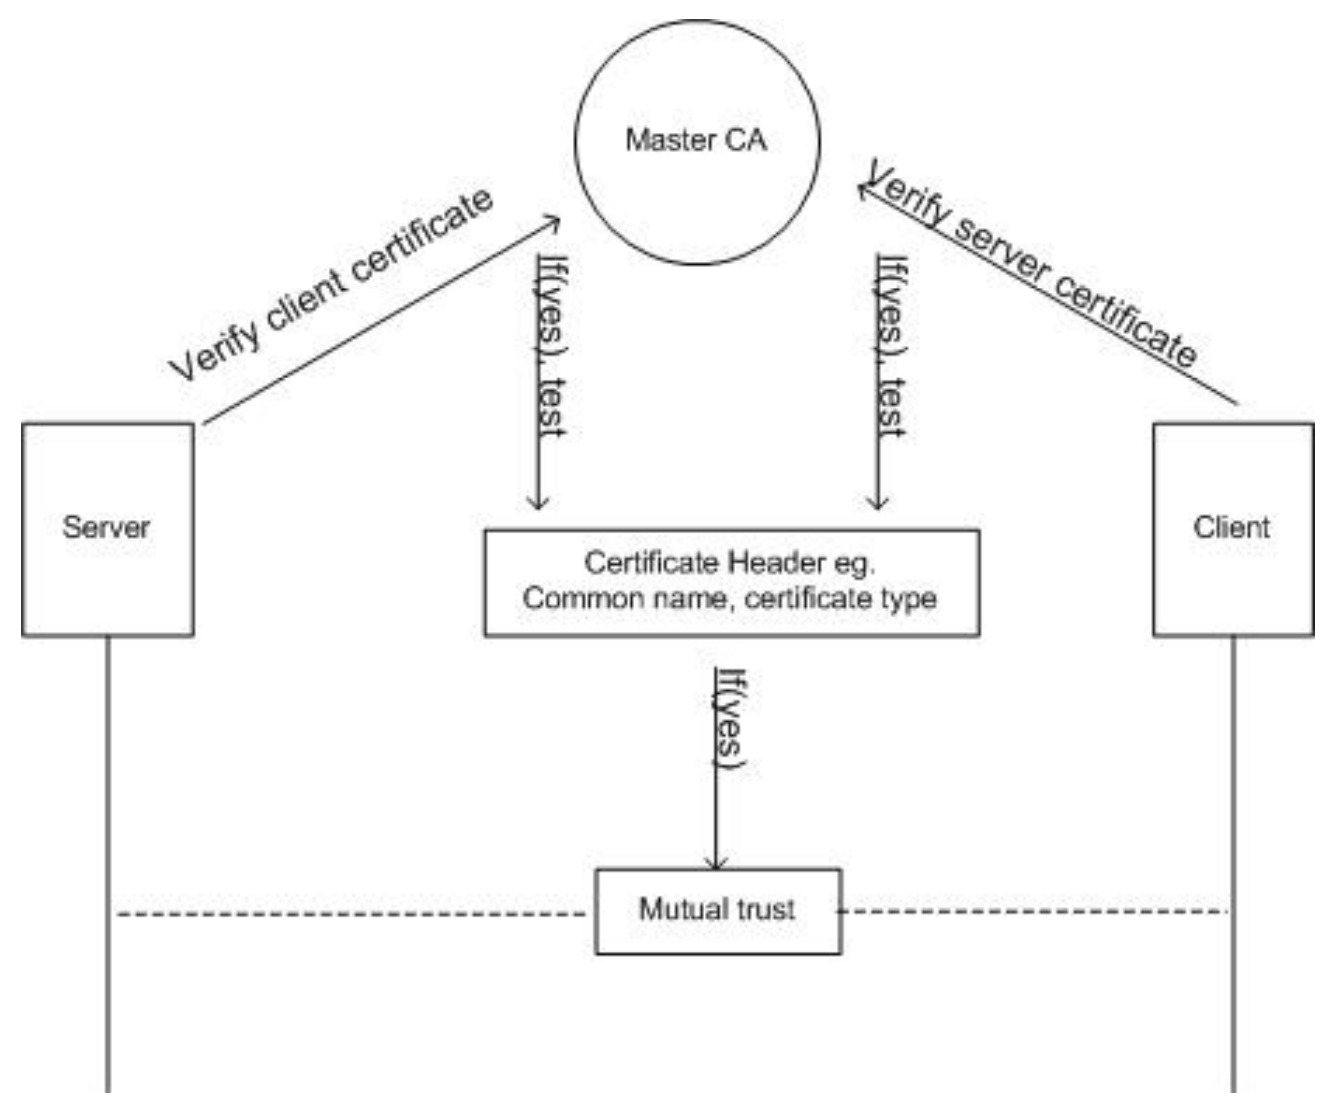 Master CA
Verify client certificate
Verify server certificate
If(yes), test
If(yes), test
Server
Certificate Header eg.
Common name, certificate type
Client
If(yes)
Mutual trust